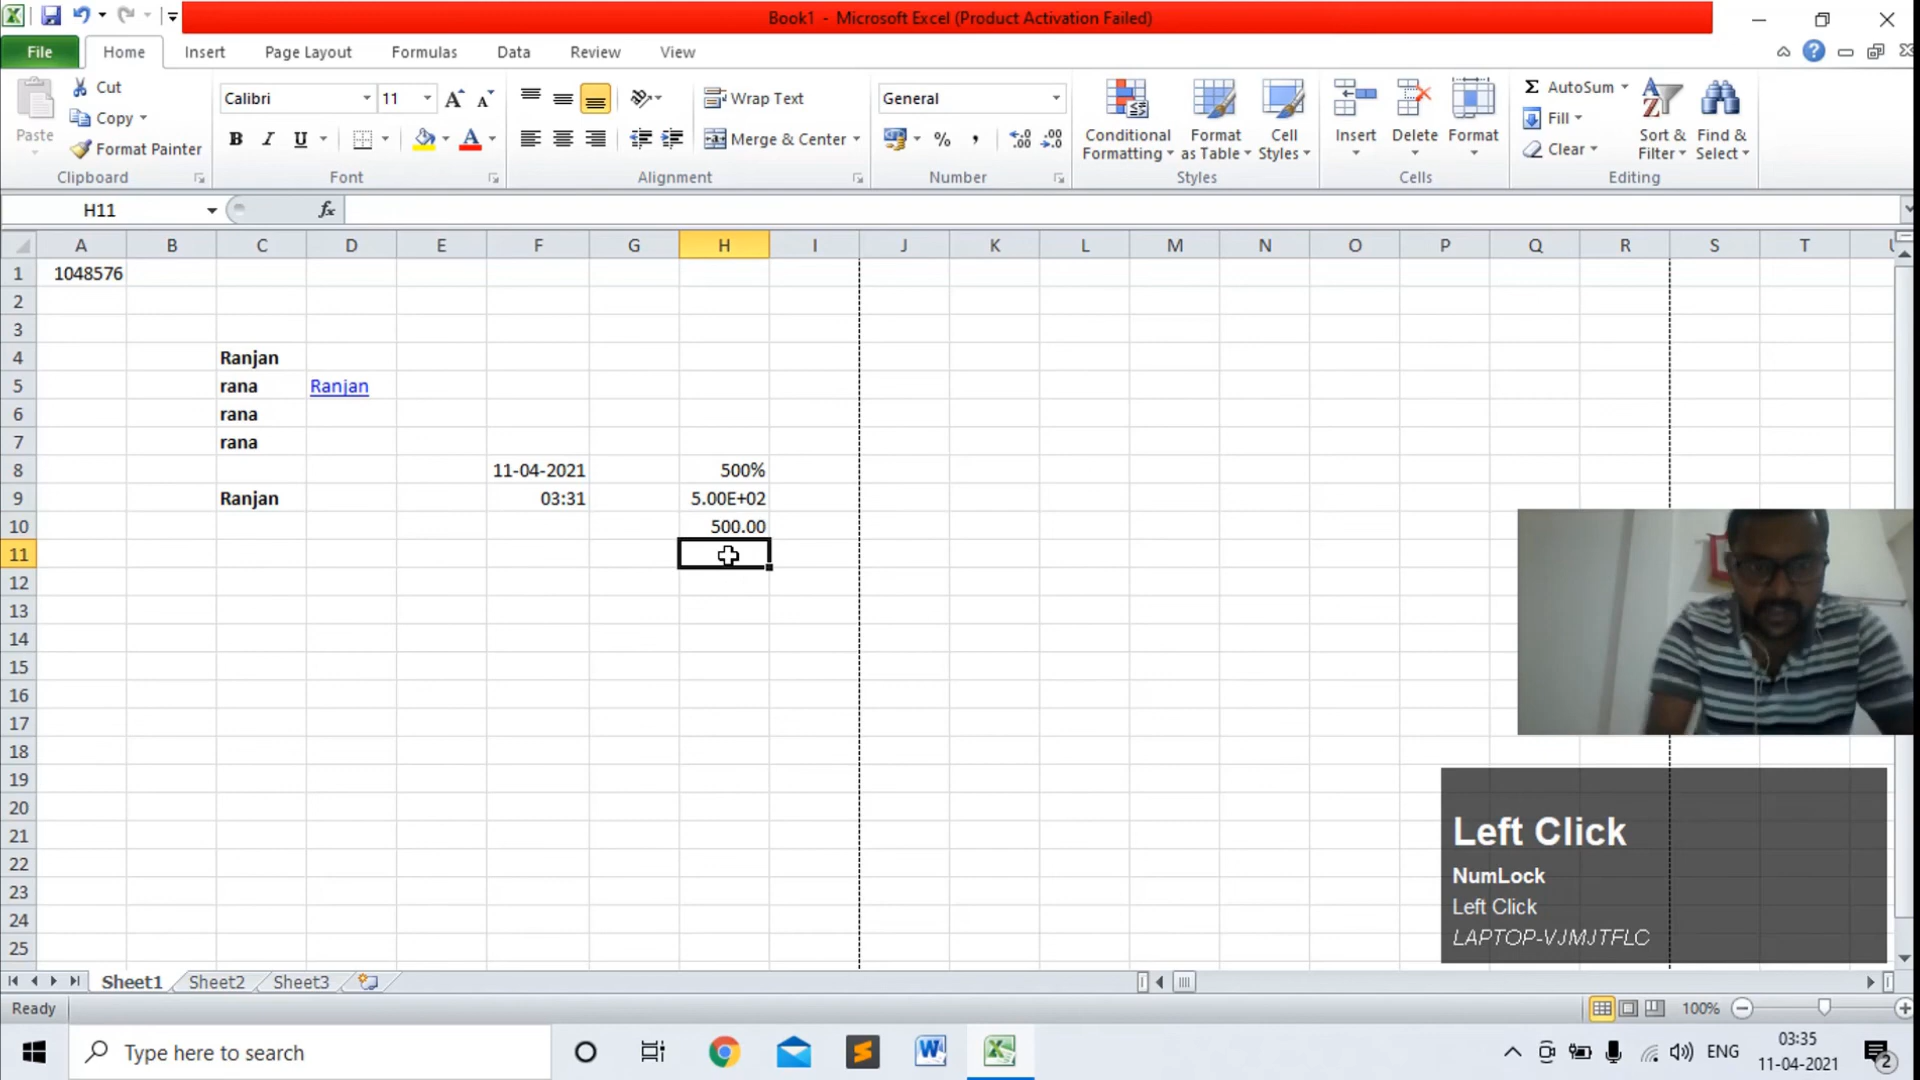 Book1 - Microsoft Excel (Product Activation Failed)
File Home Insert Page Layout Formulas Data Review View
Paste
Cut
Copy
Format Painter
Clipboard
Calibri 11
B I U A
Font
Wrap Text
Merge & Center
Alignment
General
% ,
Number
Conditional Formatting
Format as Table
Cell Styles
Styles
Insert Delete Format
Cells
Σ AutoSum
Fill
Clear
Sort & Filter
Find & Select
Editing
H11 fx
A B C D E F G H I J K L M N O P Q R S T
1 1048576
2
3
4 Ranjan
5 rana Ranjan
6 rana
7 rana
8 11-04-2021 500%
9 Ranjan 03:31 5.00E+02
10 500.00
11
12
13
14
15
16
17
18
19
20
21
22
23
24
25
Left Click
NumLock
Left Click
LAPTOP-VJMJTFLC
Sheet1 Sheet2 Sheet3
Ready 100%
Type here to search
ENG
03:35
11-04-2021
2